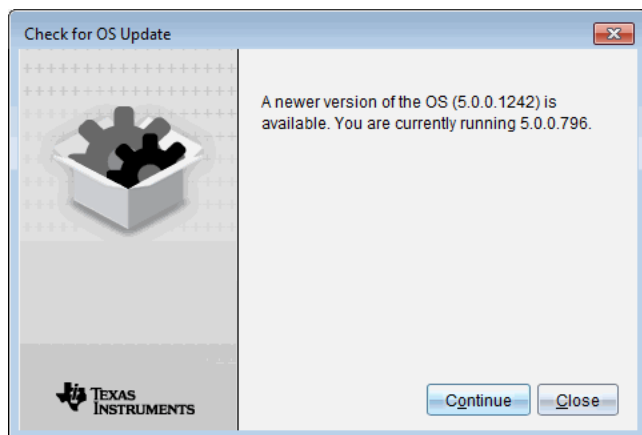 Check for OS Update
A newer version of the OS (5.0.0.1242) is
available. You are currently running 5.0.0.796.
TEXAS
INSTRUMENTS
Continue
Close